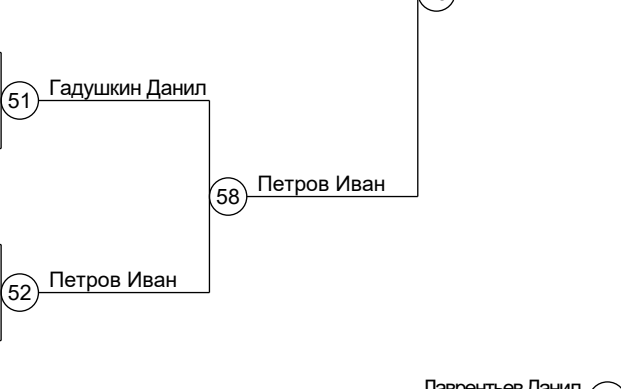 51 Гадушкин Данил
58 Петров Иван
52 Петров Иван
Лаврентьев Данил